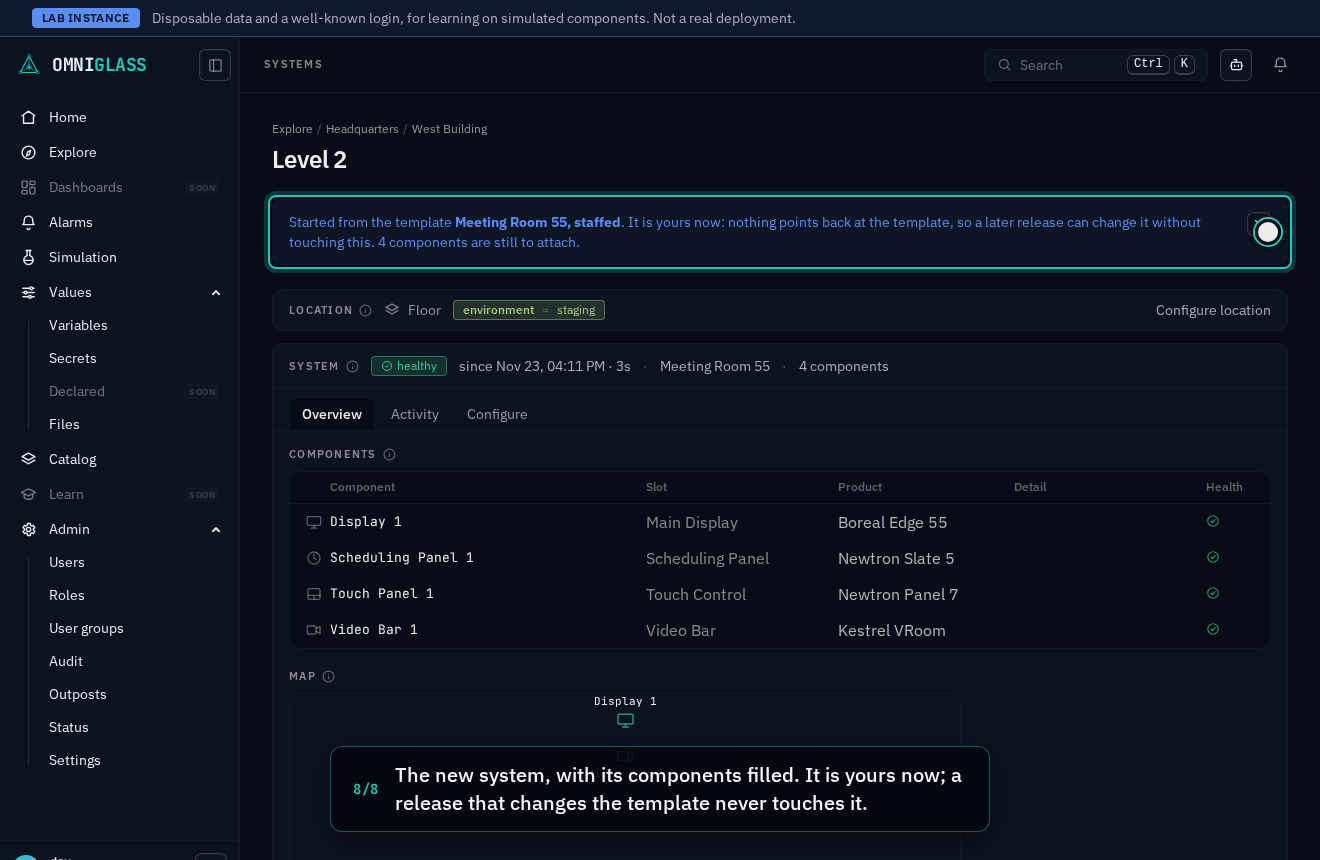 LAB INSTANCE Disposable data and a well-known login, for learning on simulated components. Not a real deployment.
OMNIGLASS
SYSTEMS
Search Ctrl K
Home
Explore
Dashboards SOON
Alarms
Simulation
Values
Variables
Secrets
Declared SOON
Files
Catalog
Learn SOON
Admin
Users
Roles
User groups
Audit
Outposts
Status
Settings
Explore / Headquarters / West Building
Level 2
Started from the template Meeting Room 55, staffed. It is yours now: nothing points back at the template, so a later release can change it without
touching this. 4 components are still to attach.
LOCATION Floor environment = staging Configure location
SYSTEM healthy since Nov 23, 04:11 PM · 3s · Meeting Room 55 · 4 components
Overview Activity Configure
COMPONENTS
Component Slot Product Detail Health
Display 1 Main Display Boreal Edge 55
Scheduling Panel 1 Scheduling Panel Newtron Slate 5
Touch Panel 1 Touch Control Newtron Panel 7
Video Bar 1 Video Bar Kestrel VRoom
MAP
Display 1
8/8 The new system, with its components filled. It is yours now; a
release that changes the template never touches it.